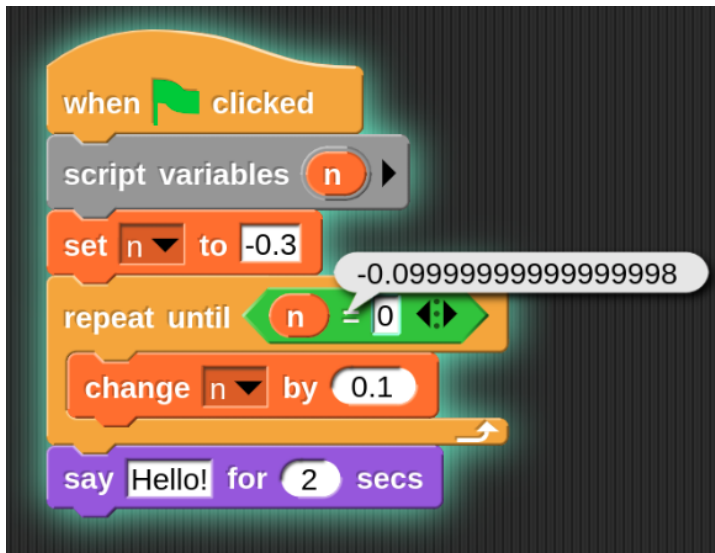 when clicked
script variables n
set n to -0.3
-0.09999999999999998
repeat until n = 0
change n by 0.1
say Hello! for 2 secs